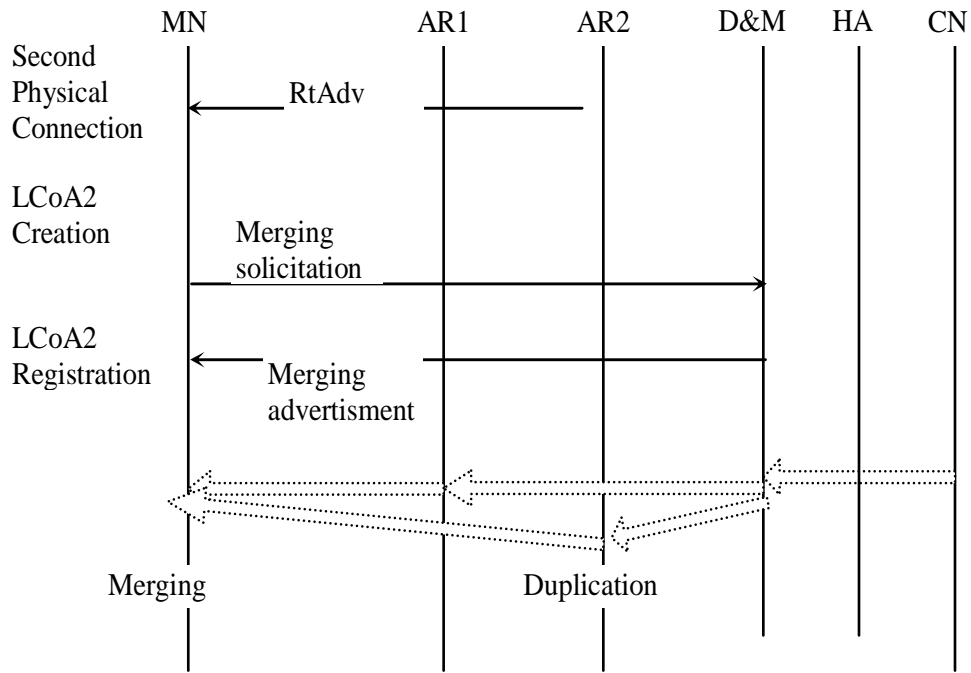 MN AR1 AR2 D&M HA CN
Second
Physical
Connection
RtAdv
LCoA2
Creation
Merging
solicitation
LCoA2
Registration
Merging
advertisment
Merging
Duplication